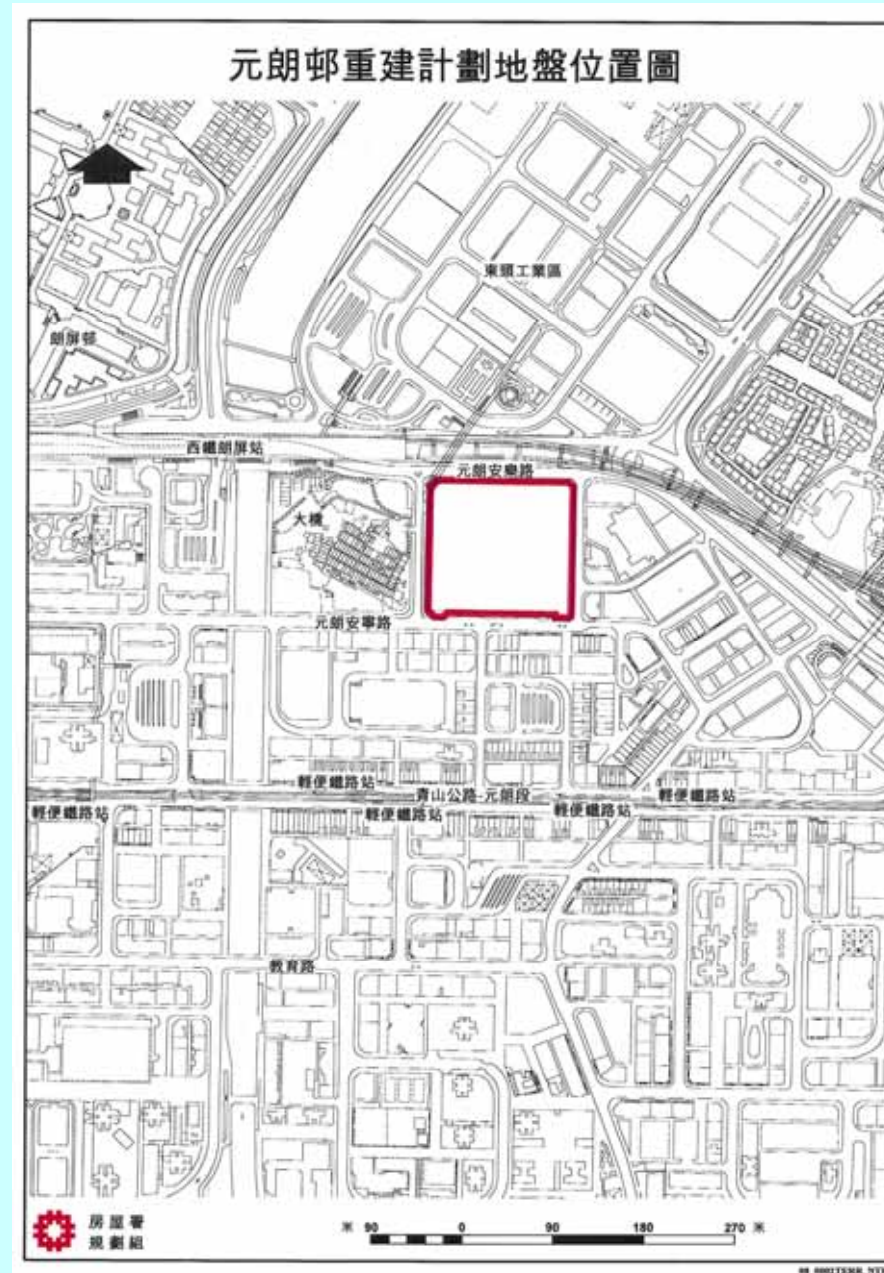 元朗邨重建計劃地盤位置圖
東頭工業區
朗屏邨
西鐵朗屏站
元朗安樂路
大橋
元朗安寧路
輕便鐵路站
青山公路-元朗段
輕便鐵路站
輕便鐵路站
輕便鐵路站
輕便鐵路站
教育路
房屋署
規劃組
米 90 0 90 180 270 米